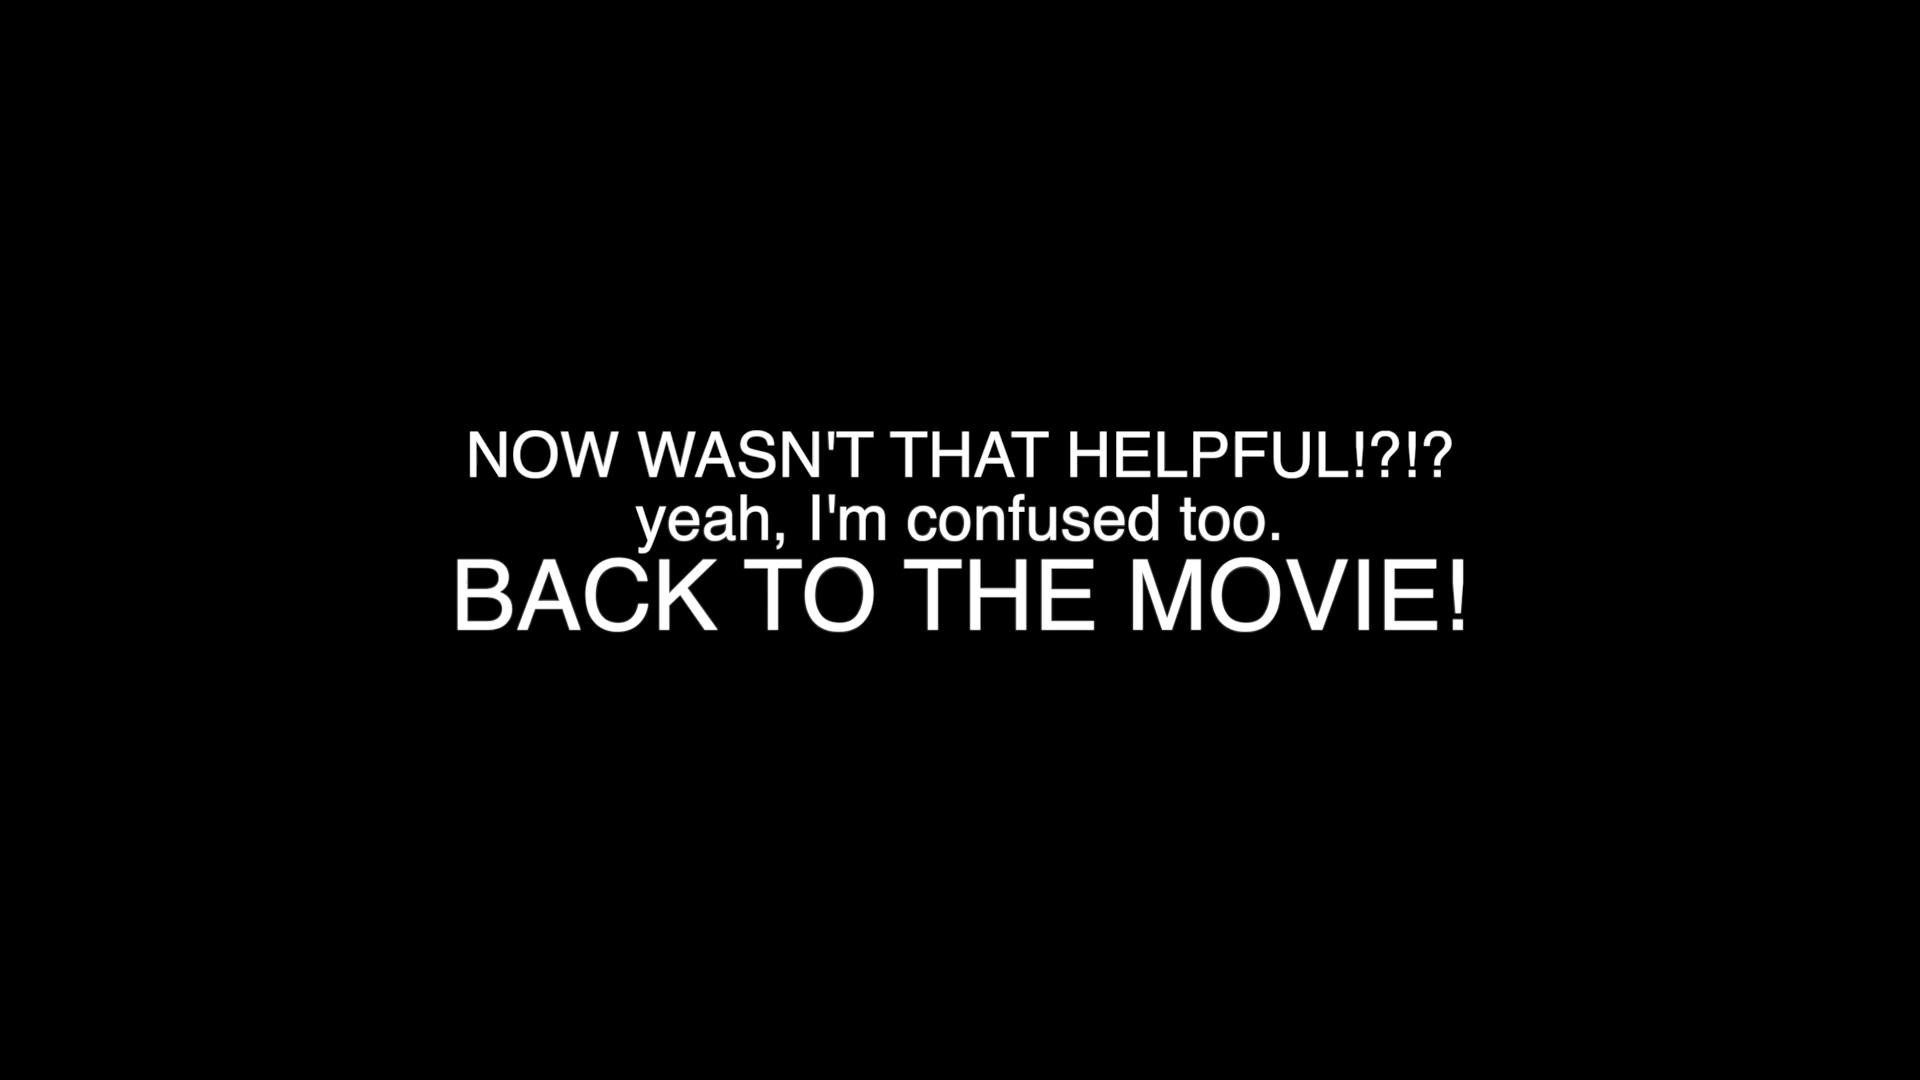 NOW WASN'T THAT HELPFUL!?!?
yeah, I'm confused too.
BACK TO THE MOVIE!